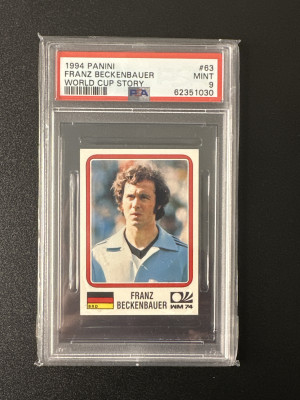 1994 PANINI #63
FRANZ BECKENBAUER MINT
WORLD CUP STORY 9
PSA 62351030
FRANZ
BECKENBAUER
WM 74